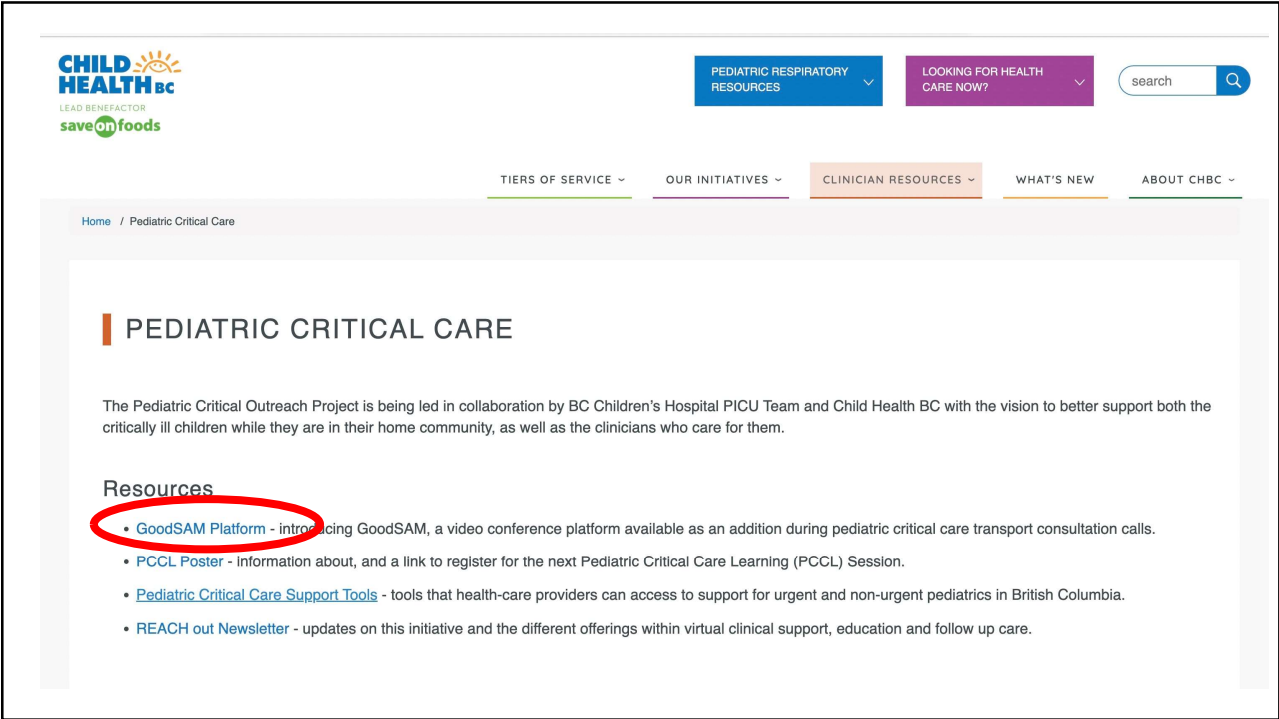 CHILD
HEALTH BC
LEAD BENEFACTOR
save on foods
PEDIATRIC RESPIRATORY
RESOURCES
LOOKING FOR HEALTH
CARE NOW?
search
TIERS OF SERVICE
OUR INITIATIVES
CLINICIAN RESOURCES
WHAT'S NEW
ABOUT CHBC
Home / Pediatric Critical Care
PEDIATRIC CRITICAL CARE
The Pediatric Critical Outreach Project is being led in collaboration by BC Children's Hospital PICU Team and Child Health BC with the vision to better support both the
critically ill children while they are in their home community, as well as the clinicians who care for them.
Resources
• GoodSAM Platform - introducing GoodSAM, a video conference platform available as an addition during pediatric critical care transport consultation calls.
• PCCL Poster - information about, and a link to register for the next Pediatric Critical Care Learning (PCCL) Session.
• Pediatric Critical Care Support Tools - tools that health-care providers can access to support for urgent and non-urgent pediatrics in British Columbia.
• REACH out Newsletter - updates on this initiative and the different offerings within virtual clinical support, education and follow up care.